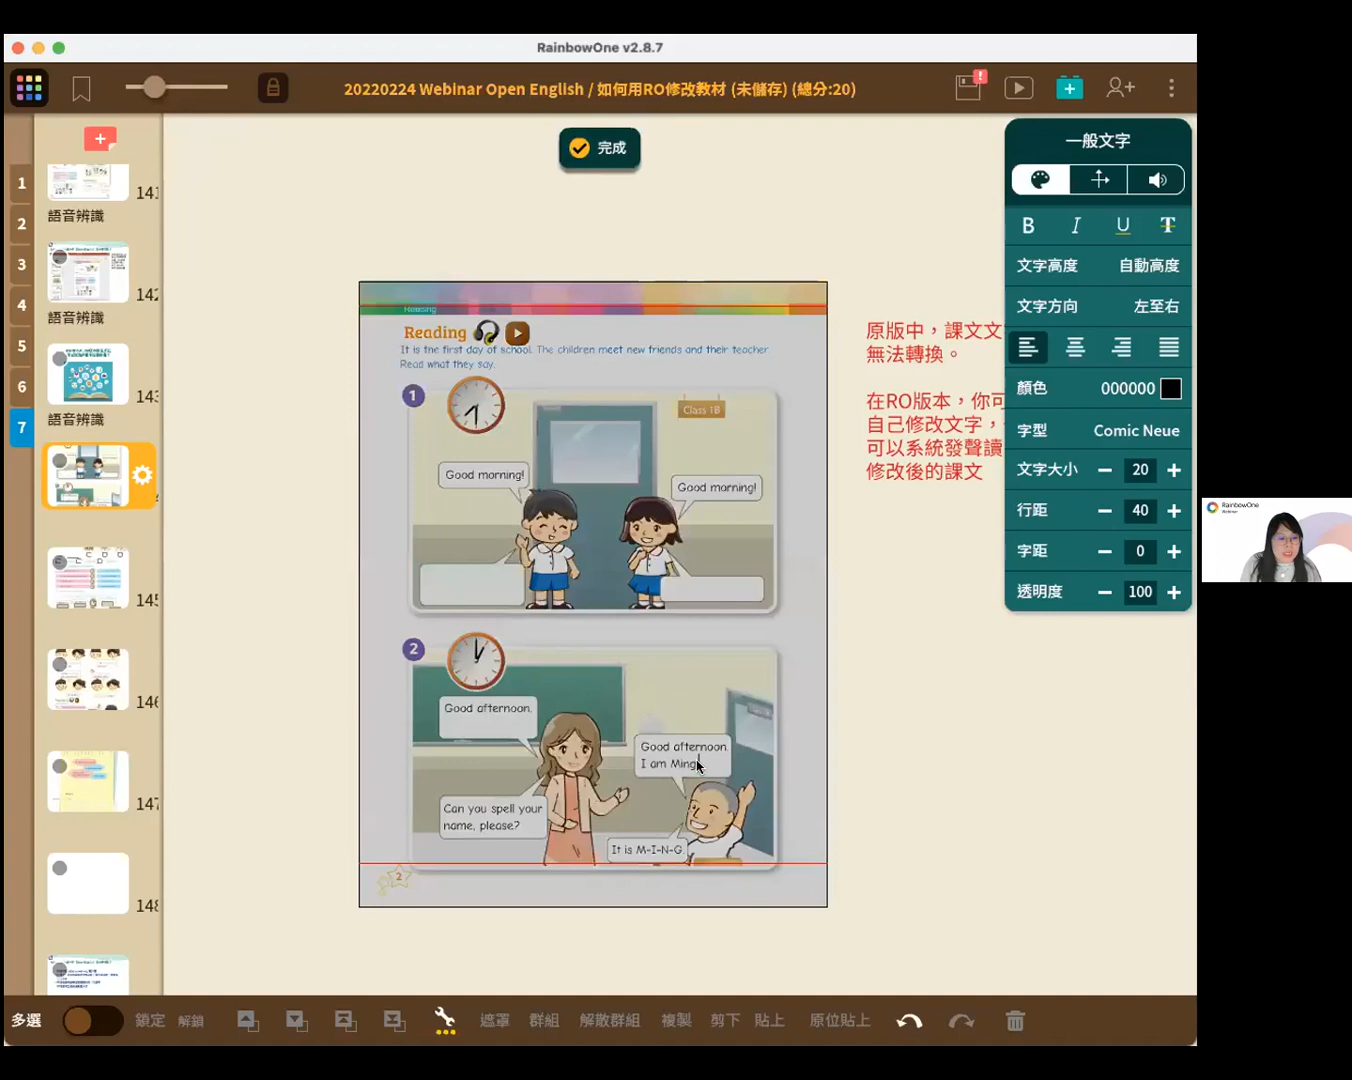 RainbowOne v2.8.7
20220224 Webinar Open English / 如何用RO修改教材 (未儲存) (總分:20)
完成
1
2
3
4
5
6
7
141
語音辨識
142
語音辨識
143
語音辨識
145
146
147
148
Reading
Reading
It is the first day of school. The children meet new friends and their teacher.
Read what they say.
1
Class 1B
Good morning!
Good morning!
2
Good afternoon.
Good afternoon.
I am Ming.
Can you spell your
name, please?
It is M-I-N-G.
2
原版中，課文文
無法轉換。
在RO版本，你可
自己修改文字，
可以系統發聲讀
修改後的課文
一般文字
B I U T
文字高度 自動高度
文字方向 左至右
顏色 000000
字型 Comic Neue
文字大小 20
行距 40
字距 0
透明度 100
RainbowOne
Webinar
多選 鎖定 解鎖 遮罩 群組 解散群組 複製 剪下 貼上 原位貼上